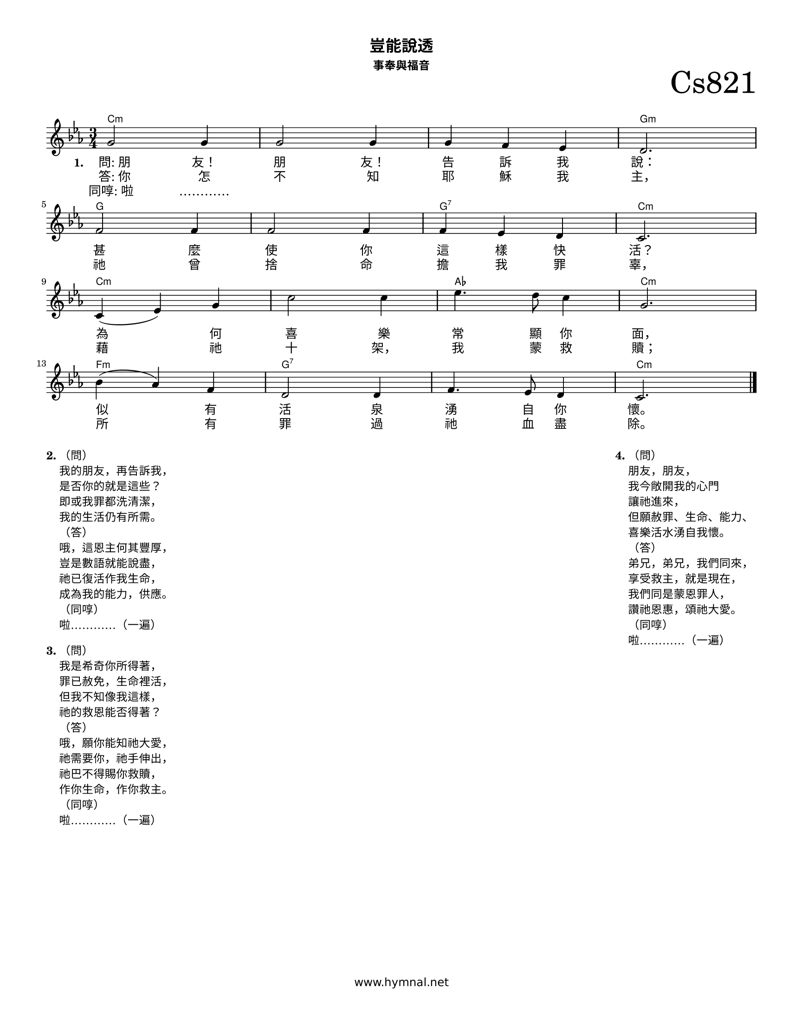 豈能說透
事奉與福音
Cs821
Cm Gm
1. 問: 朋 友！ 朋 友！ 告 訴 我 說：
答: 你 怎 不 知 耶 穌 我 主，
同哼: 啦 …………
5 G G7 Cm
甚 麼 使 你 這 樣 快 活？
祂 曾 捨 命 擔 我 罪 辜，
9 Cm A♭ Cm
為 何 喜 樂 常 顯 你 面，
藉 祂 十 架， 我 蒙 救 贖；
13 Fm G7 Cm
似 有 活 泉 湧 自 你 懷。
所 有 罪 過 祂 血 盡 除。
2. （問）
我的朋友，再告訴我，
是否你的就是這些？
即或我罪都洗清潔，
我的生活仍有所需。
（答）
哦，這恩主何其豐厚，
豈是數語就能說盡，
祂已復活作我生命，
成為我的能力，供應。
（同哼）
啦…………（一遍）
3. （問）
我是希奇你所得著，
罪已赦免，生命裡活，
但我不知像我這樣，
祂的救恩能否得著？
（答）
哦，願你能知祂大愛，
祂需要你，祂手伸出，
祂巴不得賜你救贖，
作你生命，作你救主。
（同哼）
啦…………（一遍）
4. （問）
朋友，朋友，
我今敞開我的心門
讓祂進來，
但願赦罪、生命、能力、
喜樂活水湧自我懷。
（答）
弟兄，弟兄，我們同來，
享受救主，就是現在，
我們同是蒙恩罪人，
讚祂恩惠，頌祂大愛。
（同哼）
啦…………（一遍）
www.hymnal.net